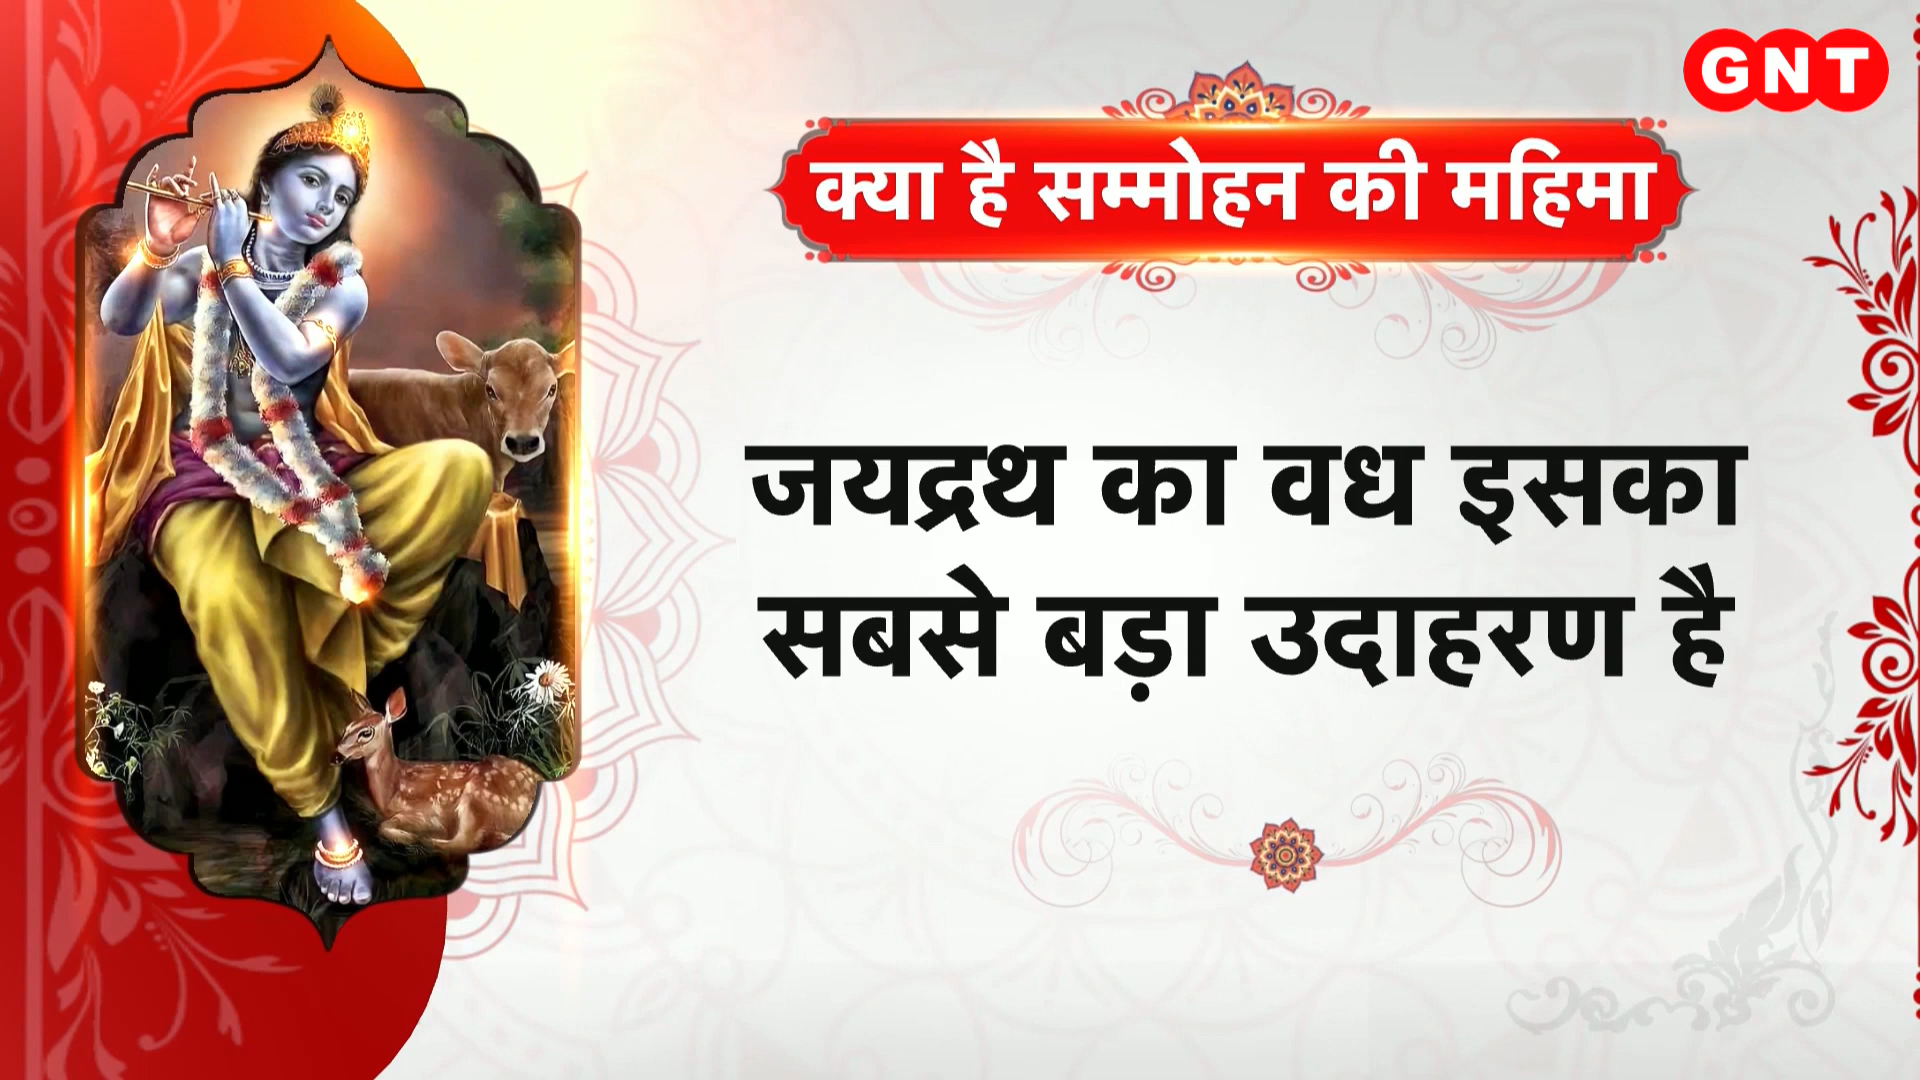 GNT
क्या है सम्मोहन की महिमा
जयद्रथ का वध इसका
सबसे बड़ा उदाहरण है